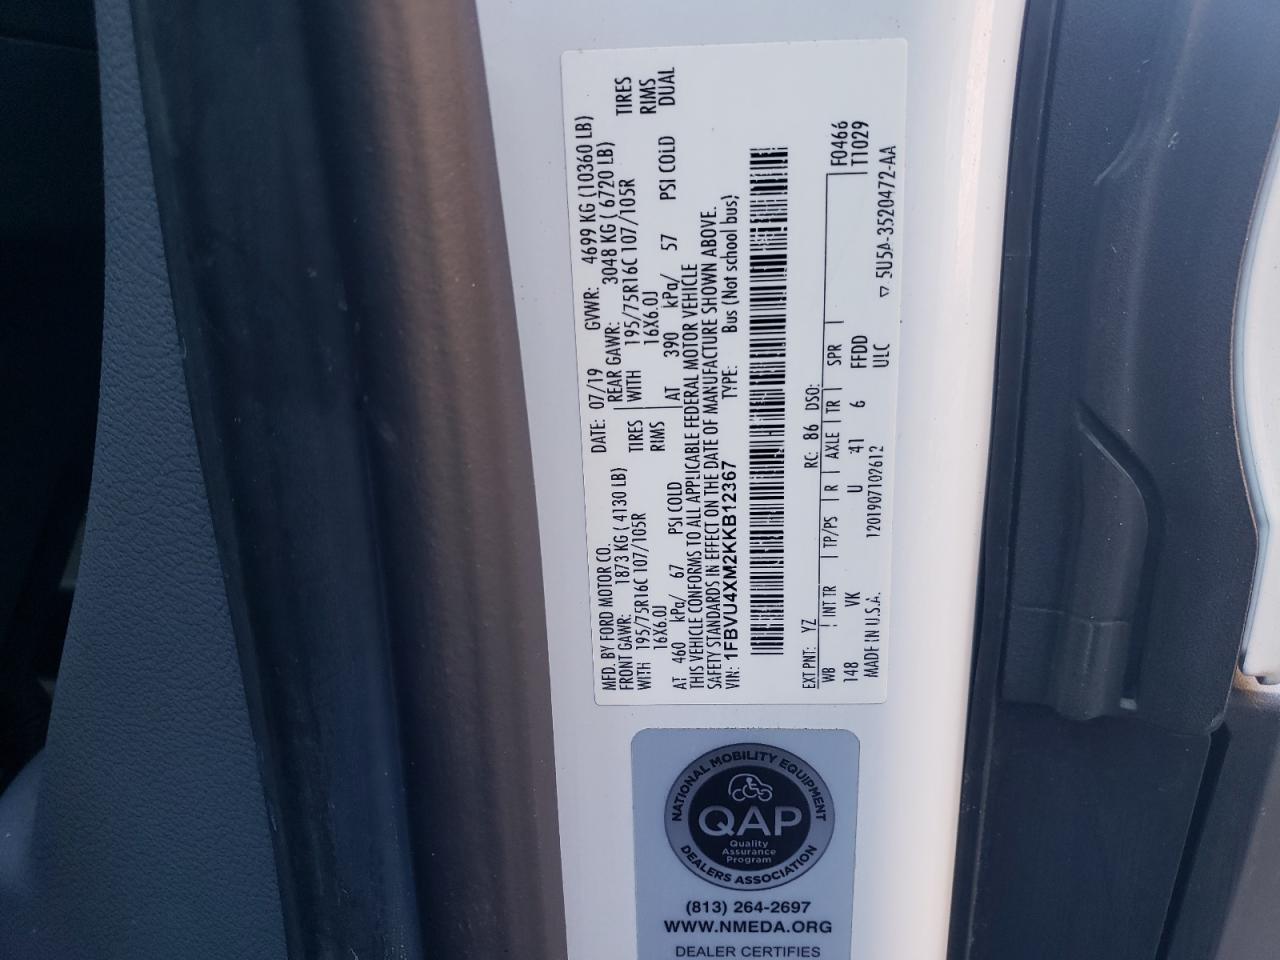 MFD. BY FORD MOTOR CO. DATE: 07/19 GVWR: 4699 KG (10360 LB)
FRONT GAWR: 1873 KG ( 4130 LB) REAR GAWR: 3048 KG ( 6720 LB)
WITH 195/75R16C 107/105R TIRES WITH 195/75R16C 107/105R TIRES
16X6.0J RIMS 16X6.0J RIMS
AT 460 kPa/ 67 PSI COLD AT 390 kPa/ 57 PSI COLD DUAL
THIS VEHICLE CONFORMS TO ALL APPLICABLE FEDERAL MOTOR VEHICLE
SAFETY STANDARDS IN EFFECT ON THE DATE OF MANUFACTURE SHOWN ABOVE.
VIN: 1FBVU4XM2KKB12367 TYPE: Bus (Not school bus)
EXT PNT: YZ RC: 86 DSO: F0466
WB INT TR TP/PS R AXLE TR SPR TT029
148 VK U 41 6 FFDD
MADE IN U.S.A. 1201907102612 ULC ▽ 5U5A-3520472-AA
NATIONAL MOBILITY EQUIPMENT
DEALERS ASSOCIATION
QAP
Quality
Assurance
Program
(813) 264-2697
WWW.NMEDA.ORG
DEALER CERTIFIES